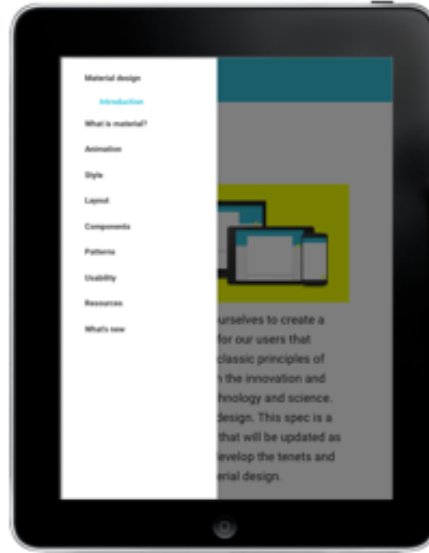 Material design
Introduction
What is material?
Animation
Style
Layout
Components
Patterns
Usability
Resources
What's new
urselves to create a
for our users that
classic principles of
h the innovation and
hnology and science.
design. This spec is a
that will be updated as
evelop the tenets and
erial design.